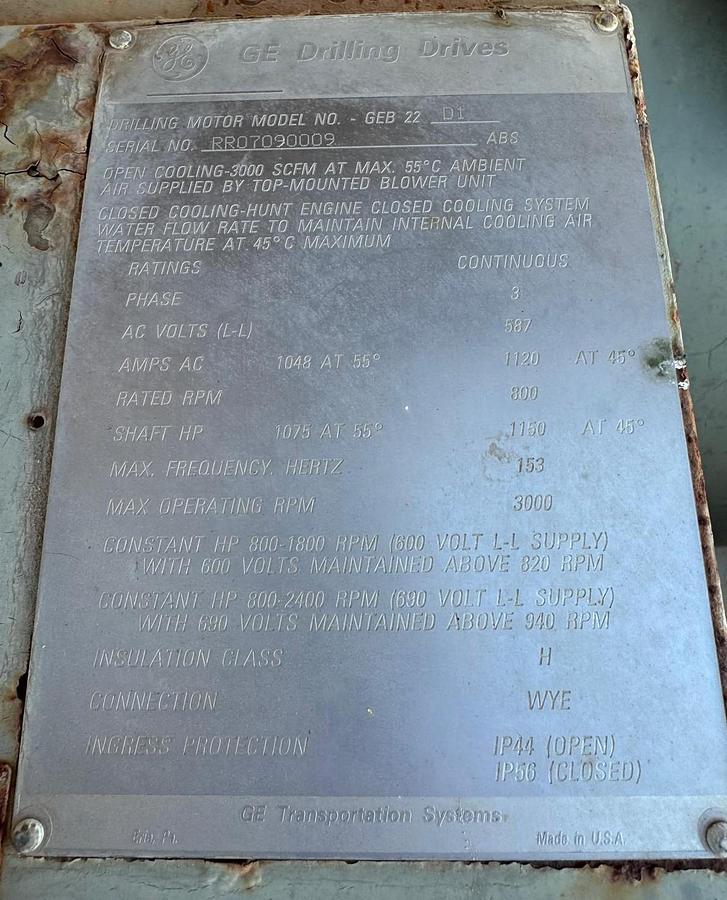 GE GE Drilling Drives
DRILLING MOTOR MODEL NO. - GEB 22 D1
SERIAL NO. RR07090009 ABS
OPEN COOLING-3000 SCFM AT MAX. 55°C AMBIENT
AIR SUPPLIED BY TOP-MOUNTED BLOWER UNIT
CLOSED COOLING-HUNT ENGINE CLOSED COOLING SYSTEM
WATER FLOW RATE TO MAINTAIN INTERNAL COOLING AIR
TEMPERATURE AT 45°C MAXIMUM
RATINGS CONTINUOUS
PHASE 3
AC VOLTS (L-L) 587
AMPS AC 1048 AT 55° 1120 AT 45°
RATED RPM 800
SHAFT HP 1075 AT 55° 1150 AT 45°
MAX. FREQUENCY, HERTZ 153
MAX OPERATING RPM 3000
CONSTANT HP 800-1800 RPM (600 VOLT L-L SUPPLY)
WITH 600 VOLTS MAINTAINED ABOVE 820 RPM
CONSTANT HP 800-2400 RPM (690 VOLT L-L SUPPLY)
WITH 690 VOLTS MAINTAINED ABOVE 940 RPM
INSULATION CLASS H
CONNECTION WYE
INGRESS PROTECTION IP44 (OPEN)
IP56 (CLOSED)
GE Transportation Systems
Erie, Pa. Made in U.S.A.